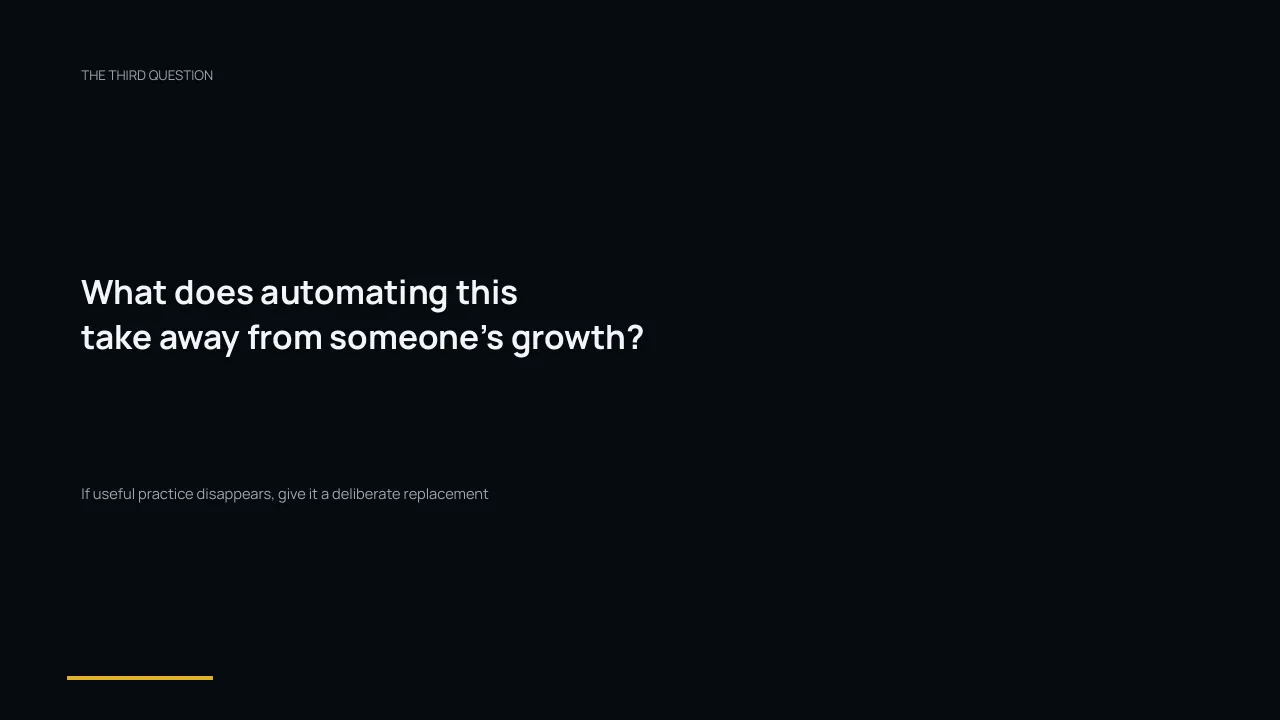 THE THIRD QUESTION
What does automating this
take away from someone’s growth?
If useful practice disappears, give it a deliberate replacement